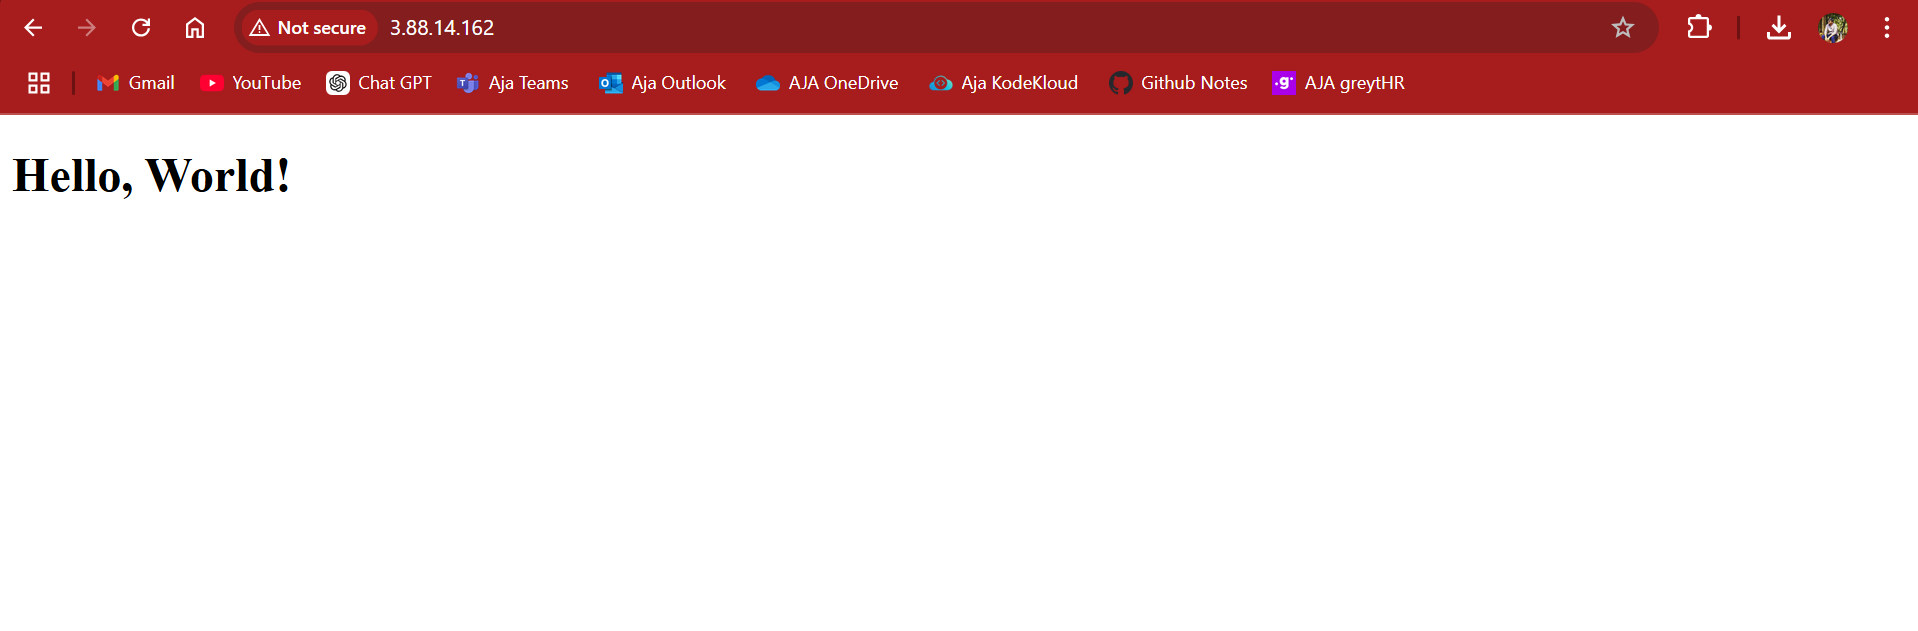 Not secure 3.88.14.162
Gmail YouTube Chat GPT Aja Teams Aja Outlook AJA OneDrive Aja KodeKloud Github Notes .g AJA greytHR
Hello, World!